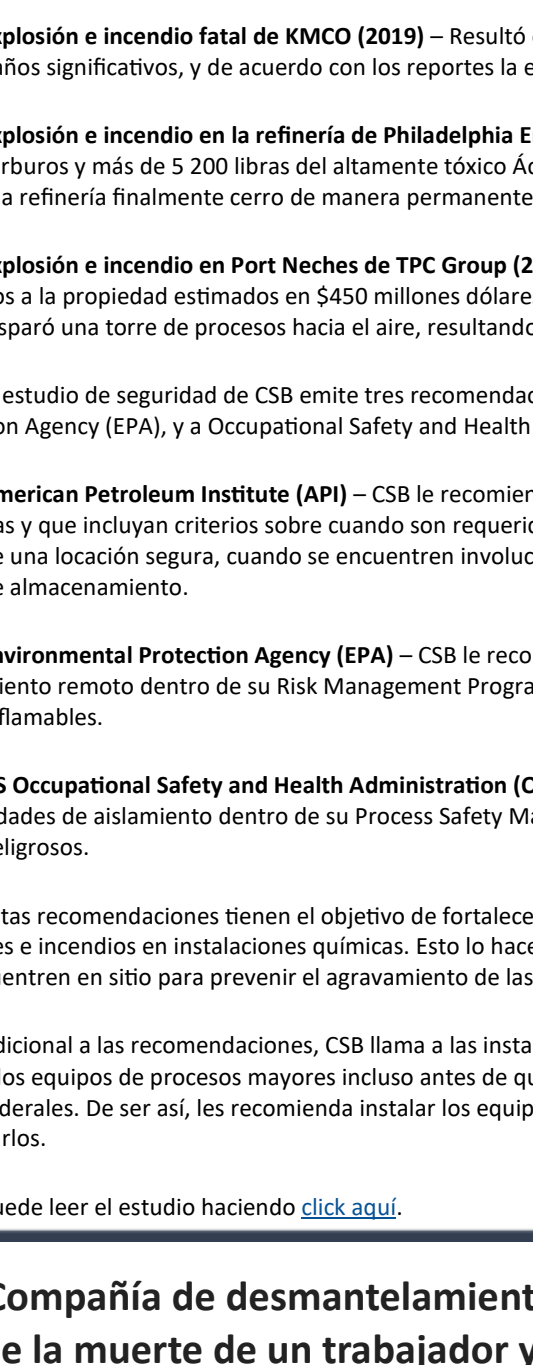 xplosión e incendio fatal de KMCO (2019) – Resultó
años significativos, y de acuerdo con los reportes la e
xplosión e incendio en la refinería de Philadelphia E
arburos y más de 5 200 libras del altamente tóxico Ác
a refinería finalmente cerro de manera permanente
xplosión e incendio en Port Neches de TPC Group (2
os a la propiedad estimados en $450 millones dólares
sparó una torre de procesos hacia el aire, resultando
estudio de seguridad de CSB emite tres recomendac
on Agency (EPA), y a Occupational Safety and Health
merican Petroleum Institute (API) – CSB le recomien
as y que incluyan criterios sobre cuando son requerid
e una locación segura, cuando se encuentren involuc
e almacenamiento.
nvironmental Protection Agency (EPA) – CSB le reco
iento remoto dentro de su Risk Management Progra
flamables.
S Occupational Safety and Health Administration (O
dades de aislamiento dentro de su Process Safety Ma
eligrosos.
tas recomendaciones tienen el objetivo de fortalece
es e incendios en instalaciones químicas. Esto lo hace
uentren en sitio para prevenir el agravamiento de las
dicional a las recomendaciones, CSB llama a las insta
los equipos de procesos mayores incluso antes de qu
derales. De ser así, les recomienda instalar los equip
rlos.
uede leer el estudio haciendo click aquí.
Compañía de desmantelamient
e la muerte de un trabajador y